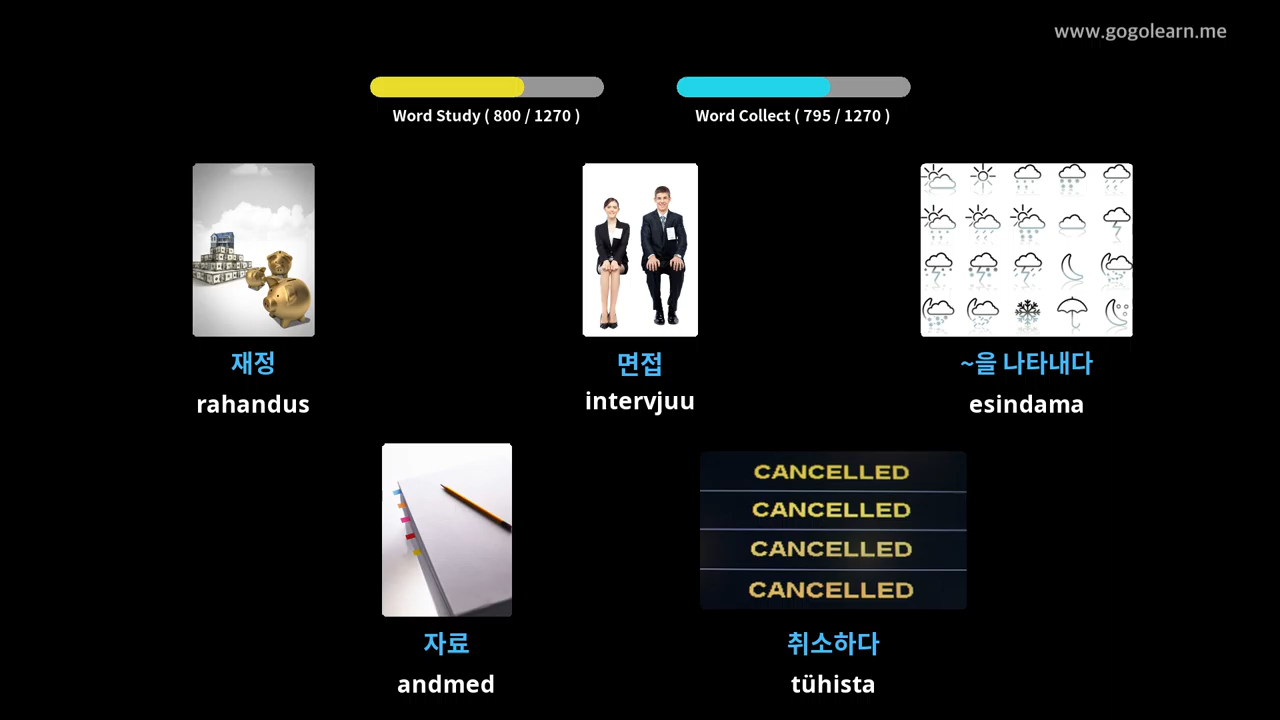 www.gogolearn.me
Word Study ( 800 / 1270 )
Word Collect ( 795 / 1270 )
재정
rahandus
면접
intervjuu
~을 나타내다
esindama
CANCELLED
CANCELLED
CANCELLED
CANCELLED
자료
andmed
취소하다
tühista